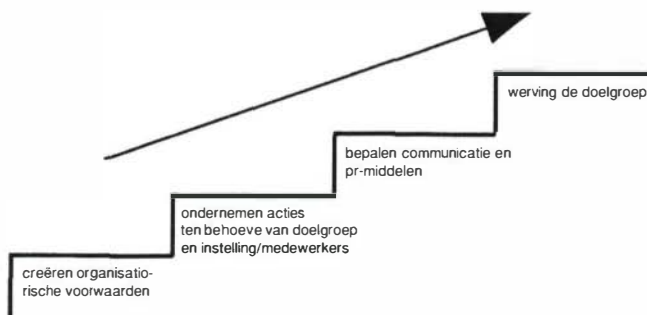 werving de doelgroep
bepalen communicatie en
pr-middelen
ondernemen acties
ten behoeve van doelgroep
en instelling/medewerkers
creëren organisatio-
rische voorwaarden